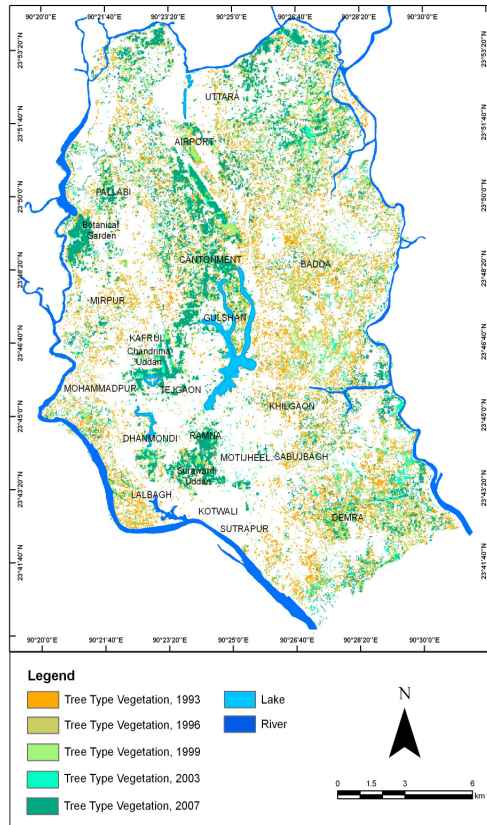 90°20'0"E 90°21'40"E 90°23'20"E 90°25'0"E 90°26'40"E 90°28'20"E 90°30'0"E
23°53'20"N 23°53'20"N
UTTARA
23°51'40"N 23°51'40"N
AIRPORT
PALLABI
23°50'0"N 23°50'0"N
Botanical
Garden
CANTONMENT
BADDA
23°48'20"N 23°48'20"N
MIRPUR
GULSHAN
KAFRUL
23°46'40"N 23°46'40"N
Chandrima
Uddan
MOHAMMADPUR TEJGAON
KHILGAON
23°45'0"N 23°45'0"N
DHANMONDI RAMNA
MOTIJHEEL SABUJBAGH
Surawardi
Uddan
23°43'20"N 23°43'20"N
LALBAGH
KOTWALI
DEMRA
SUTRAPUR
23°41'40"N 23°41'40"N
90°20'0"E 90°21'40"E 90°23'20"E 90°25'0"E 90°26'40"E 90°28'20"E 90°30'0"E
Legend
Tree Type Vegetation, 1993 Lake
Tree Type Vegetation, 1996 River
Tree Type Vegetation, 1999
Tree Type Vegetation, 2003
Tree Type Vegetation, 2007
N
0 1.5 3 6
km